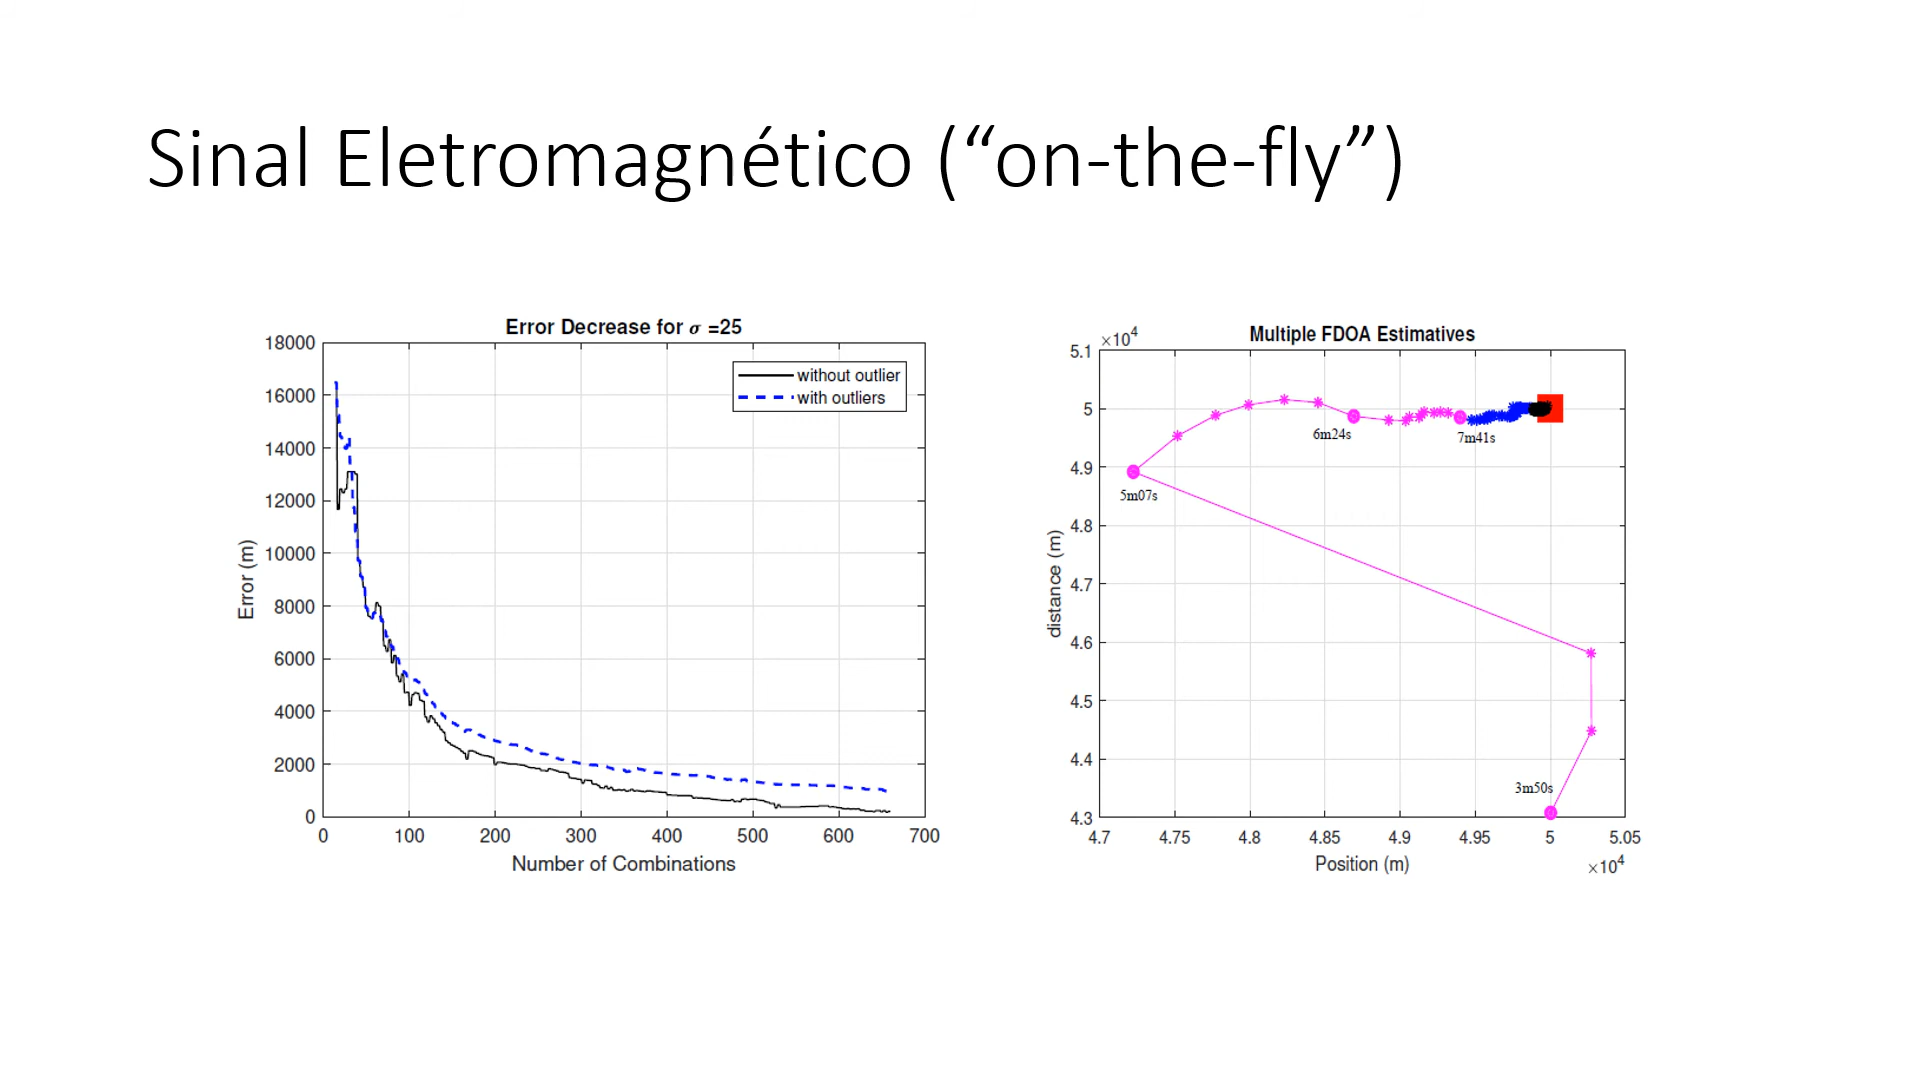 Sinal Eletromagnético (“on-the-fly”)
Error Decrease for σ =25
18000
16000
14000
12000
10000
8000
6000
4000
2000
0
Error (m)
without outlier
with outliers
0 100 200 300 400 500 600 700
Number of Combinations
Multiple FDOA Estimatives
×10⁴
5.1
5
4.9
4.8
4.7
4.6
4.5
4.4
4.3
distance (m)
6m24s
7m41s
5m07s
3m50s
4.7 4.75 4.8 4.85 4.9 4.95 5 5.05
Position (m)
×10⁴